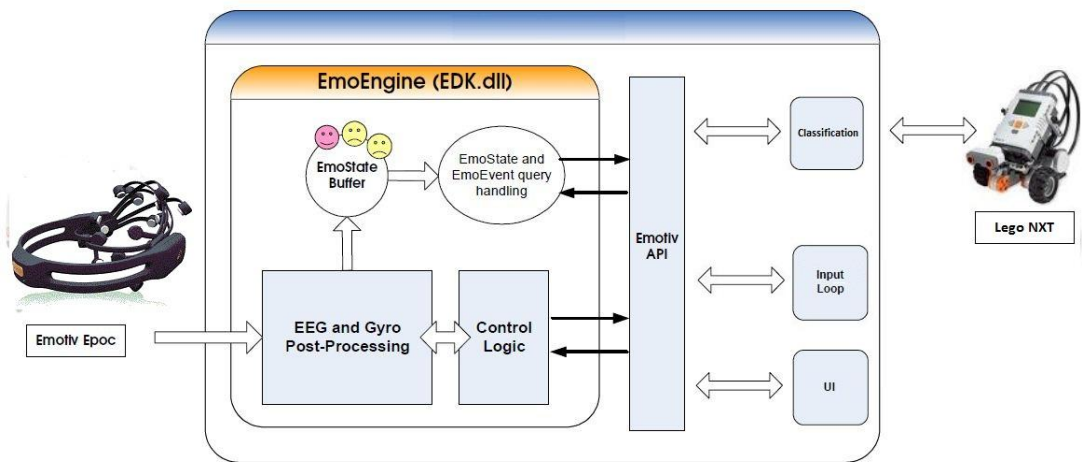 EmoEngine (EDK.dll)
EmoState
Buffer
EmoState and
EmoEvent query
handling
Emotiv
API
Classification
Lego NXT
Emotiv Epoc
EEG and Gyro
Post-Processing
Control
Logic
Input
Loop
UI